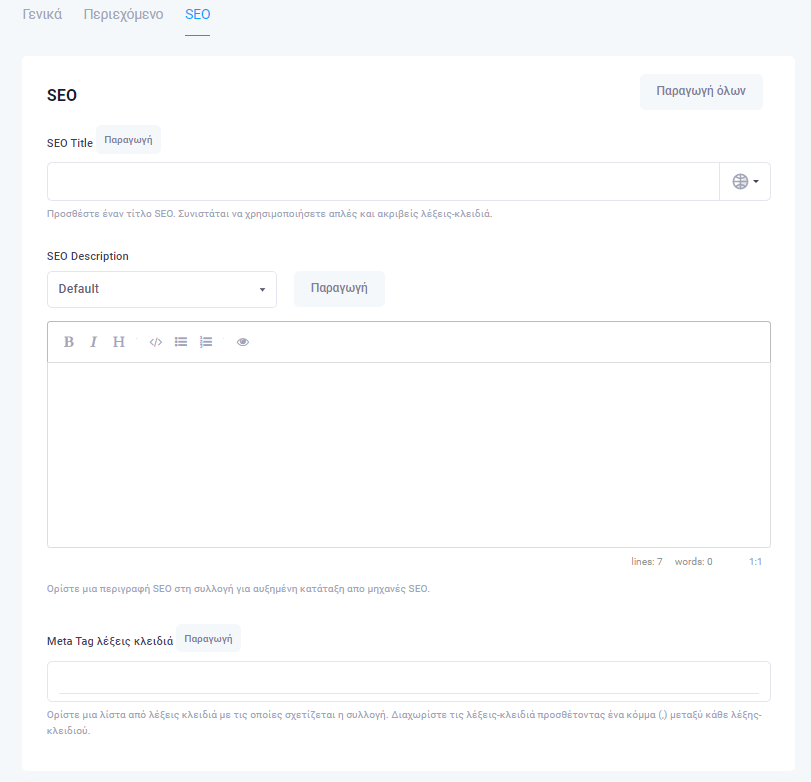 Γενικά Περιεχόμενο SEO
SEO
Παραγωγή όλων
SEO Title Παραγωγή
Προσθέστε έναν τίτλο SEO. Συνιστάται να χρησιμοποιήσετε απλές και ακριβείς λέξεις-κλειδιά.
SEO Description
Default Παραγωγή
B I H
lines: 7 words: 0 1:1
Ορίστε μια περιγραφή SEO στη συλλογή για αυξημένη κατάταξη απο μηχανές SEO.
Meta Tag λέξεις κλειδιά Παραγωγή
Ορίστε μια λίστα από λέξεις κλειδιά με τις οποίες σχετίζεται η συλλογή. Διαχωρίστε τις λέξεις-κλειδιά προσθέτοντας ένα κόμμα (,) μεταξύ κάθε λέξης-
κλειδιού.